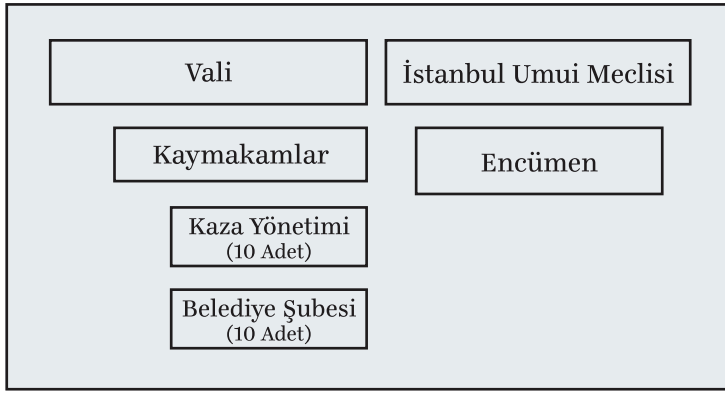 Vali
İstanbul Umui Meclisi
Kaymakamlar
Encümen
Kaza Yönetimi
(10 Adet)
Belediye Şubesi
(10 Adet)